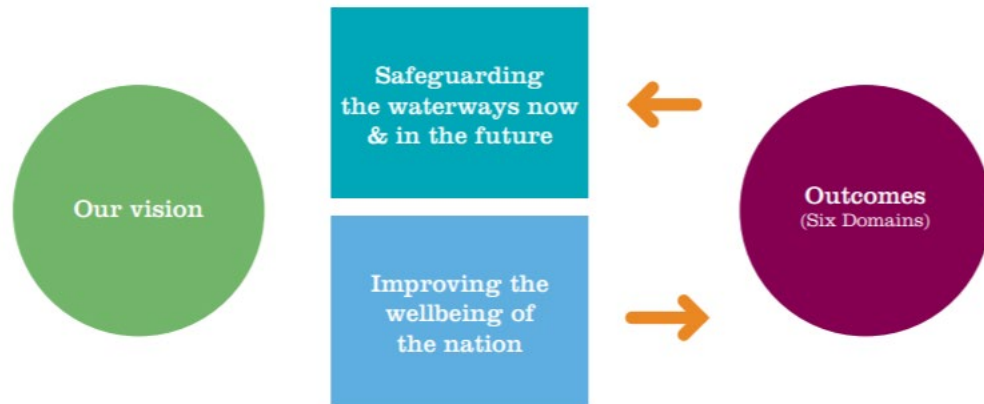 Our vision
Safeguarding
the waterways now
& in the future
Improving the
wellbeing of
the nation
Outcomes
(Six Domains)